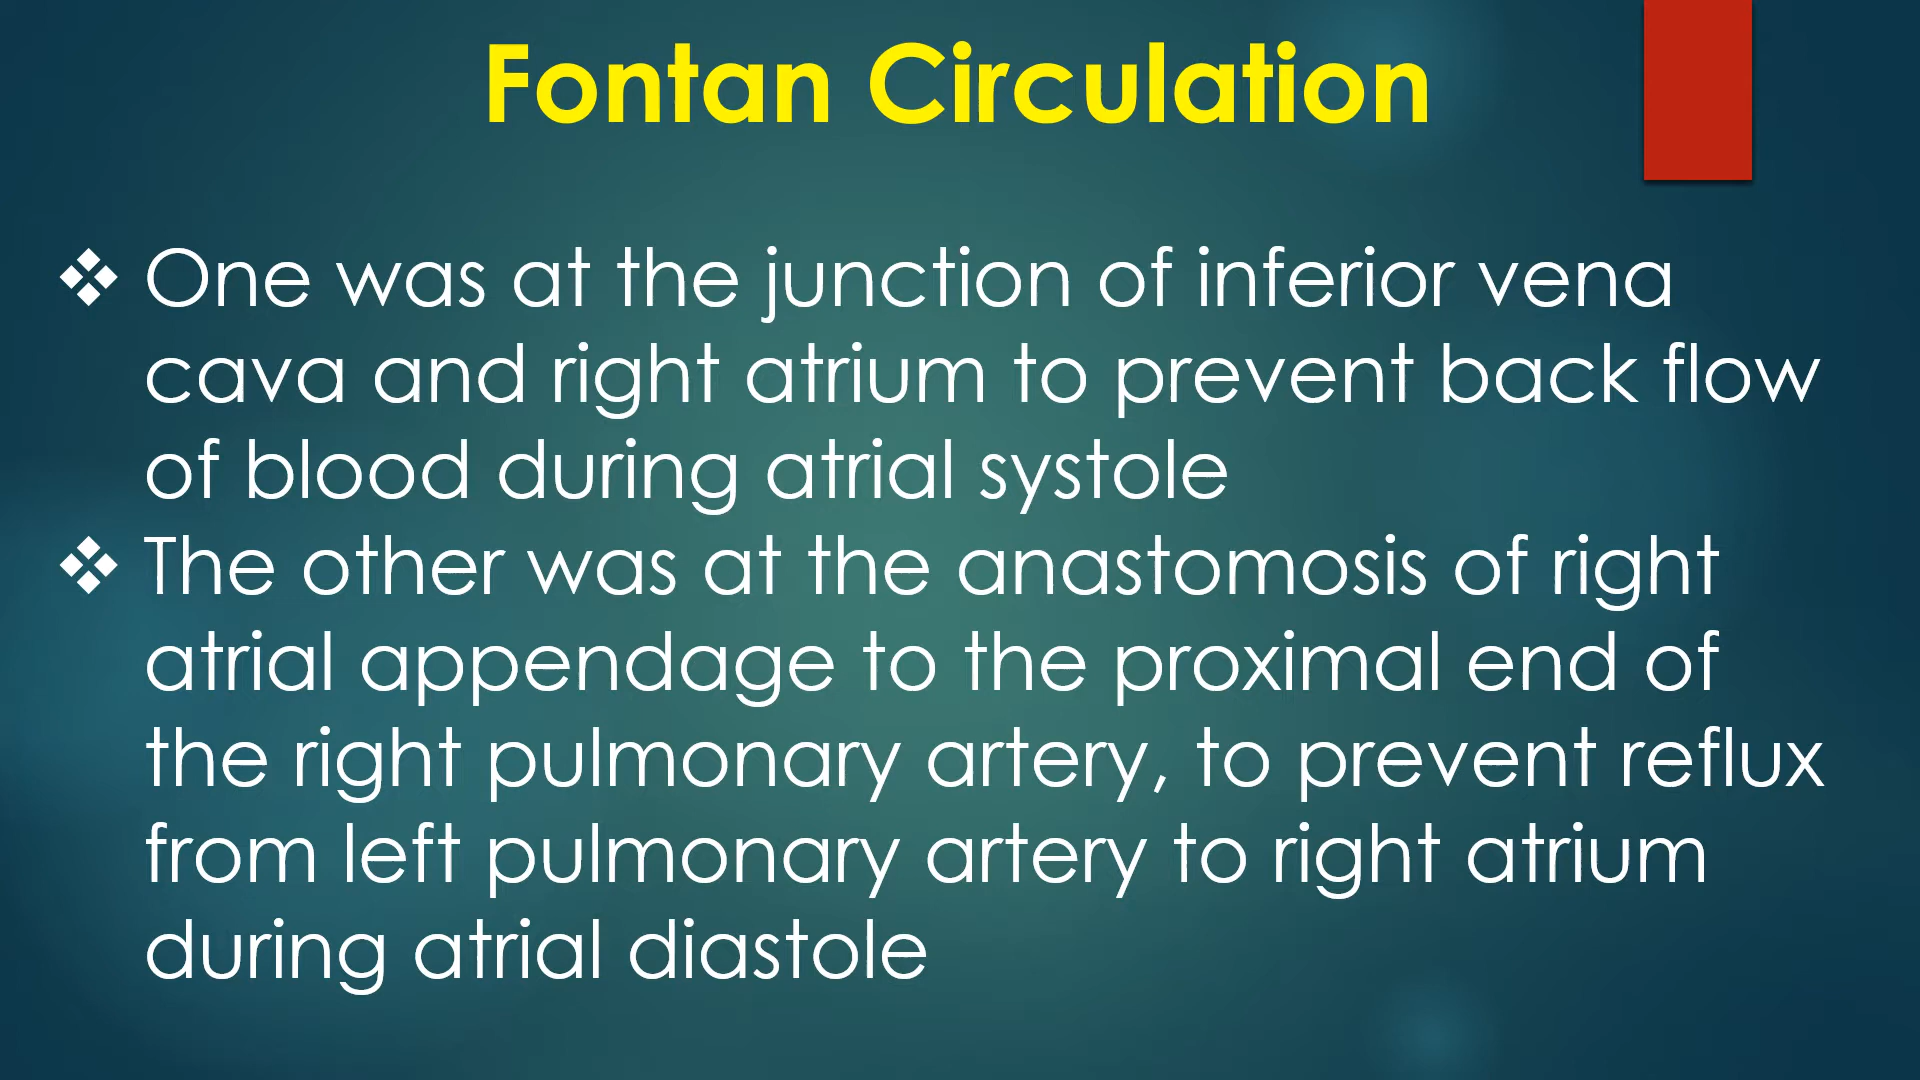 Fontan Circulation
One was at the junction of inferior vena
cava and right atrium to prevent back flow
of blood during atrial systole
The other was at the anastomosis of right
atrial appendage to the proximal end of
the right pulmonary artery, to prevent reflux
from left pulmonary artery to right atrium
during atrial diastole